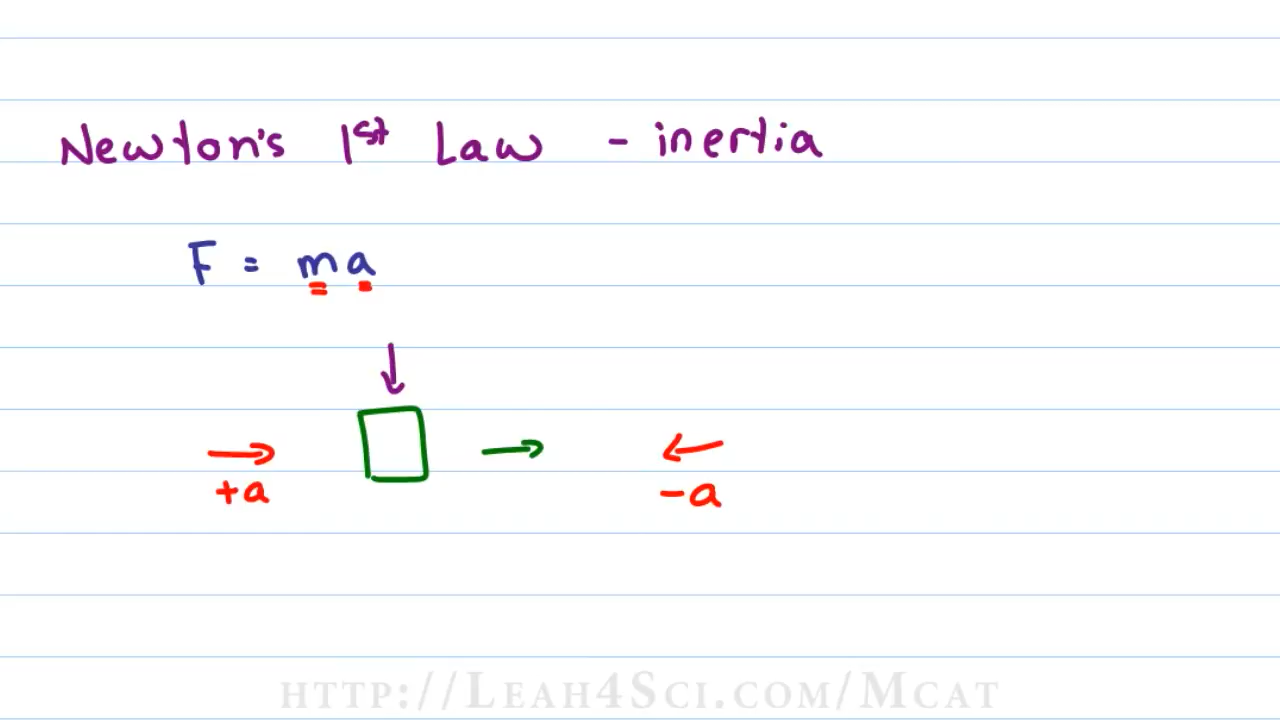 Newton's 1st Law - inertia
F = ma
+a -a
HTTP://LEAH4SCI.COM/MCAT